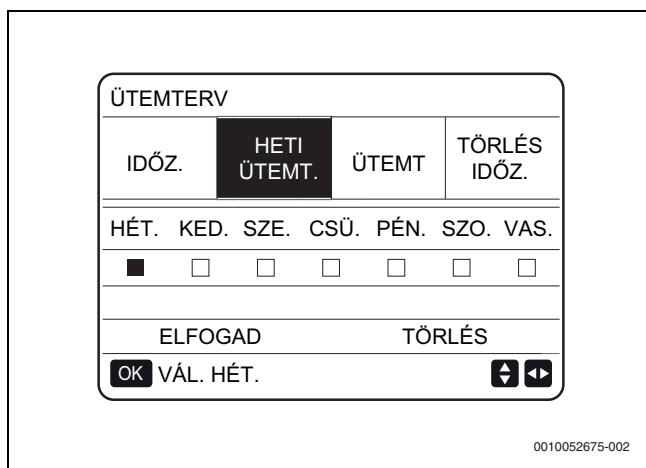 ÜTEMTERV
IDŐZ. HETI ÜTEMT. ÜTEMT TÖRLÉS IDŐZ.
HÉT. KED. SZE. CSÜ. PÉN. SZO. VAS.
ELFOGAD TÖRLÉS
OK VÁL. HÉT.
0010052675-002